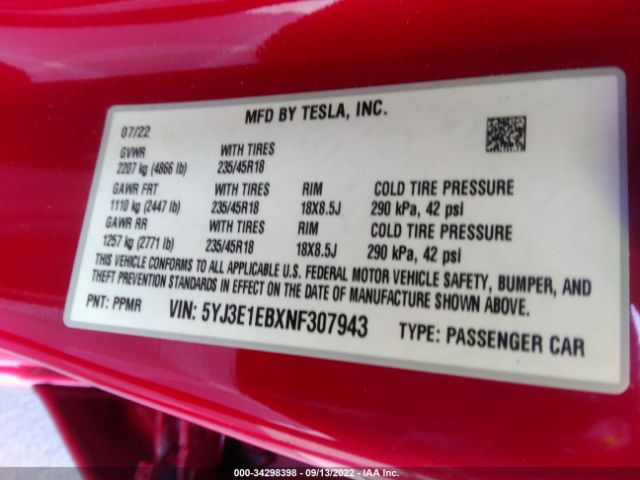 MFD BY TESLA, INC.
07/22
GVWR WITH TIRES
2207 kg (4866 lb) 235/45R18
GAWR FRT WITH TIRES RIM COLD TIRE PRESSURE
1110 kg (2447 lb) 235/45R18 18X8.5J 290 kPa, 42 psi
GAWR RR WITH TIRES RIM COLD TIRE PRESSURE
1257 kg (2771 lb) 235/45R18 18X8.5J 290 kPa, 42 psi
THIS VEHICLE CONFORMS TO ALL APPLICABLE U.S. FEDERAL MOTOR VEHICLE SAFETY, BUMPER, AND
THEFT PREVENTION STANDARDS IN EFFECT ON THE DATE OF MANUFACTURE SHOWN ABOVE.
PNT: PPMR VIN: 5YJ3E1EBXNF307943 TYPE: PASSENGER CAR
000-34298398 - 09/13/2022 - IAA Inc.